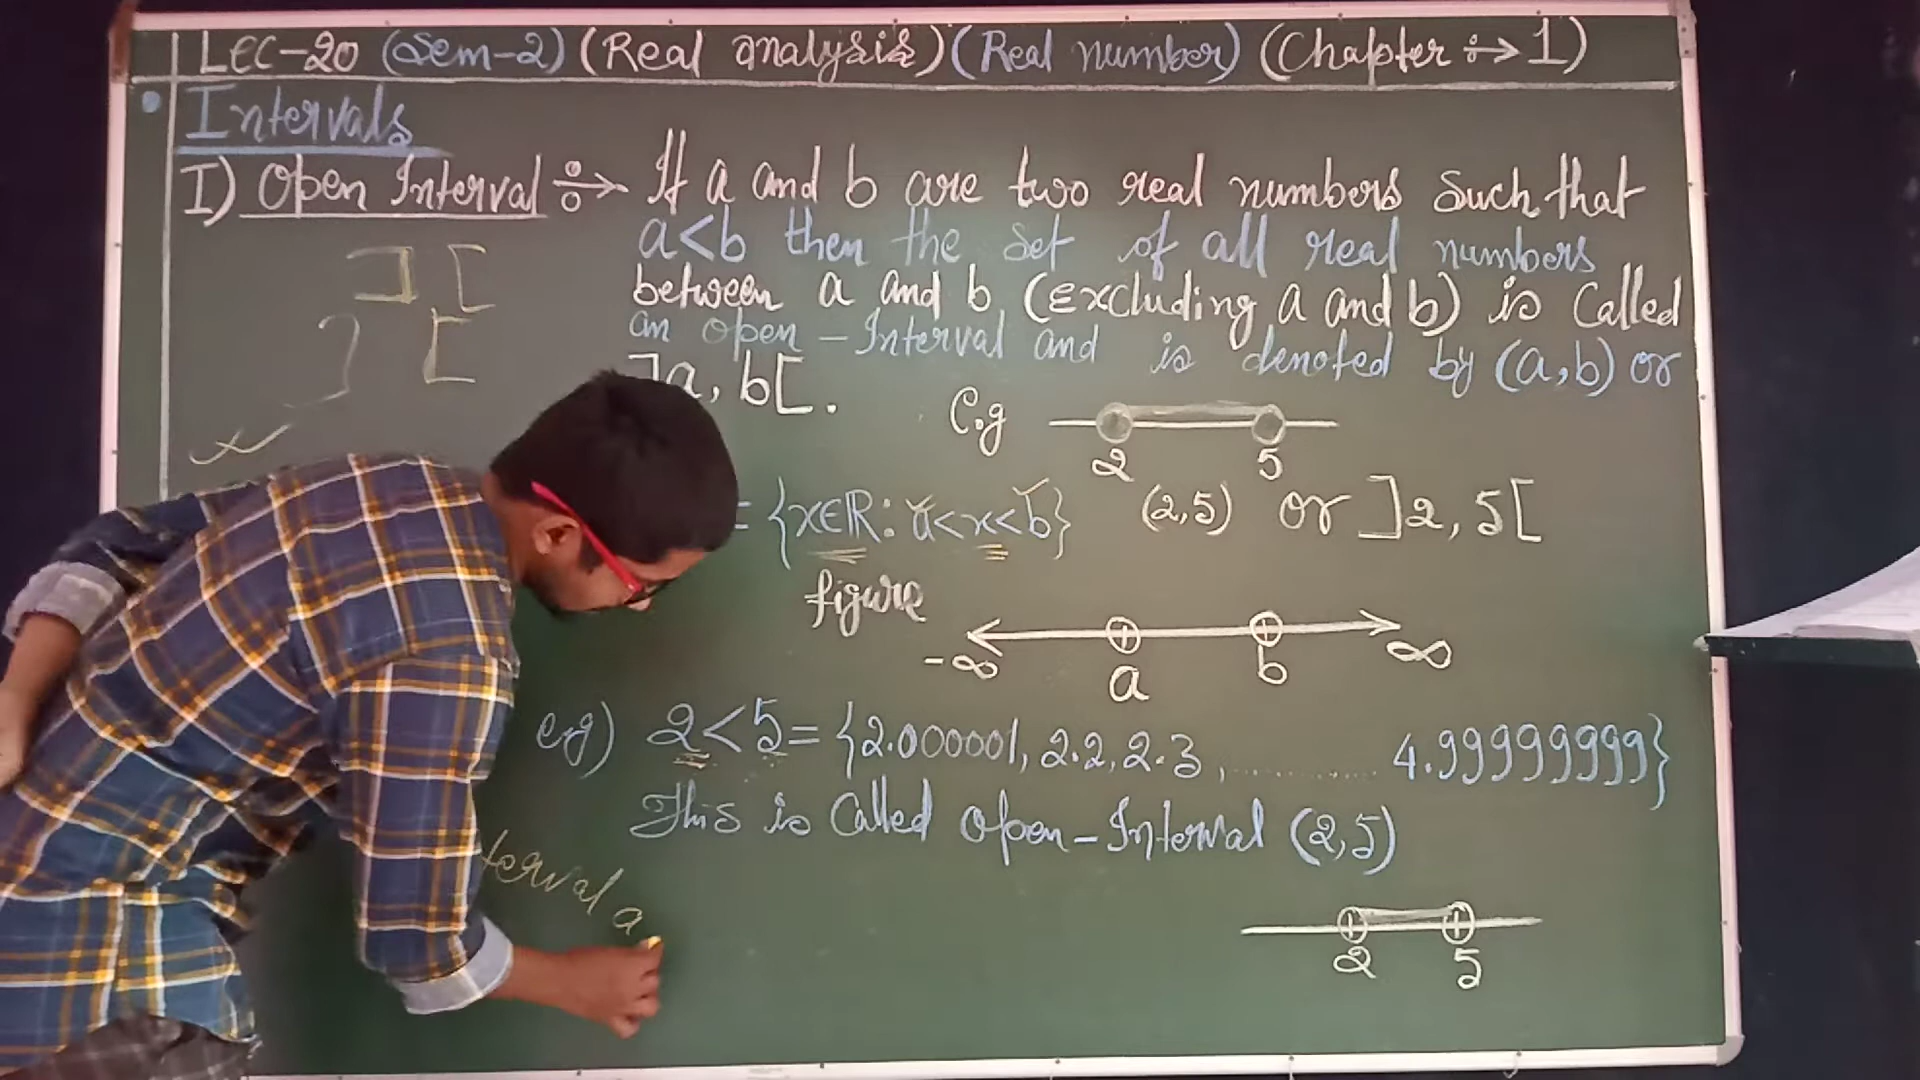 Lec-20 (Sem-2) (Real analysis) (Real number) (Chapter ÷→ 1)
• Intervals
I) Open Interval ÷→ If a and b are two real numbers such that
a<b then the set of all real numbers
between a and b (Excluding a and b) is called
an open-Interval and is denoted by (a,b) or
]a, b[.
] , [
] [
e.g
2 5
= {x∈R: a<x<b}
(2,5) or ]2, 5[
figure
-∞ a b ∞
e.g) 2<5= {2.000001, 2.2, 2.3, ............ 4.99999999}
This is Called open-Interval (2,5)
terval a
2 5